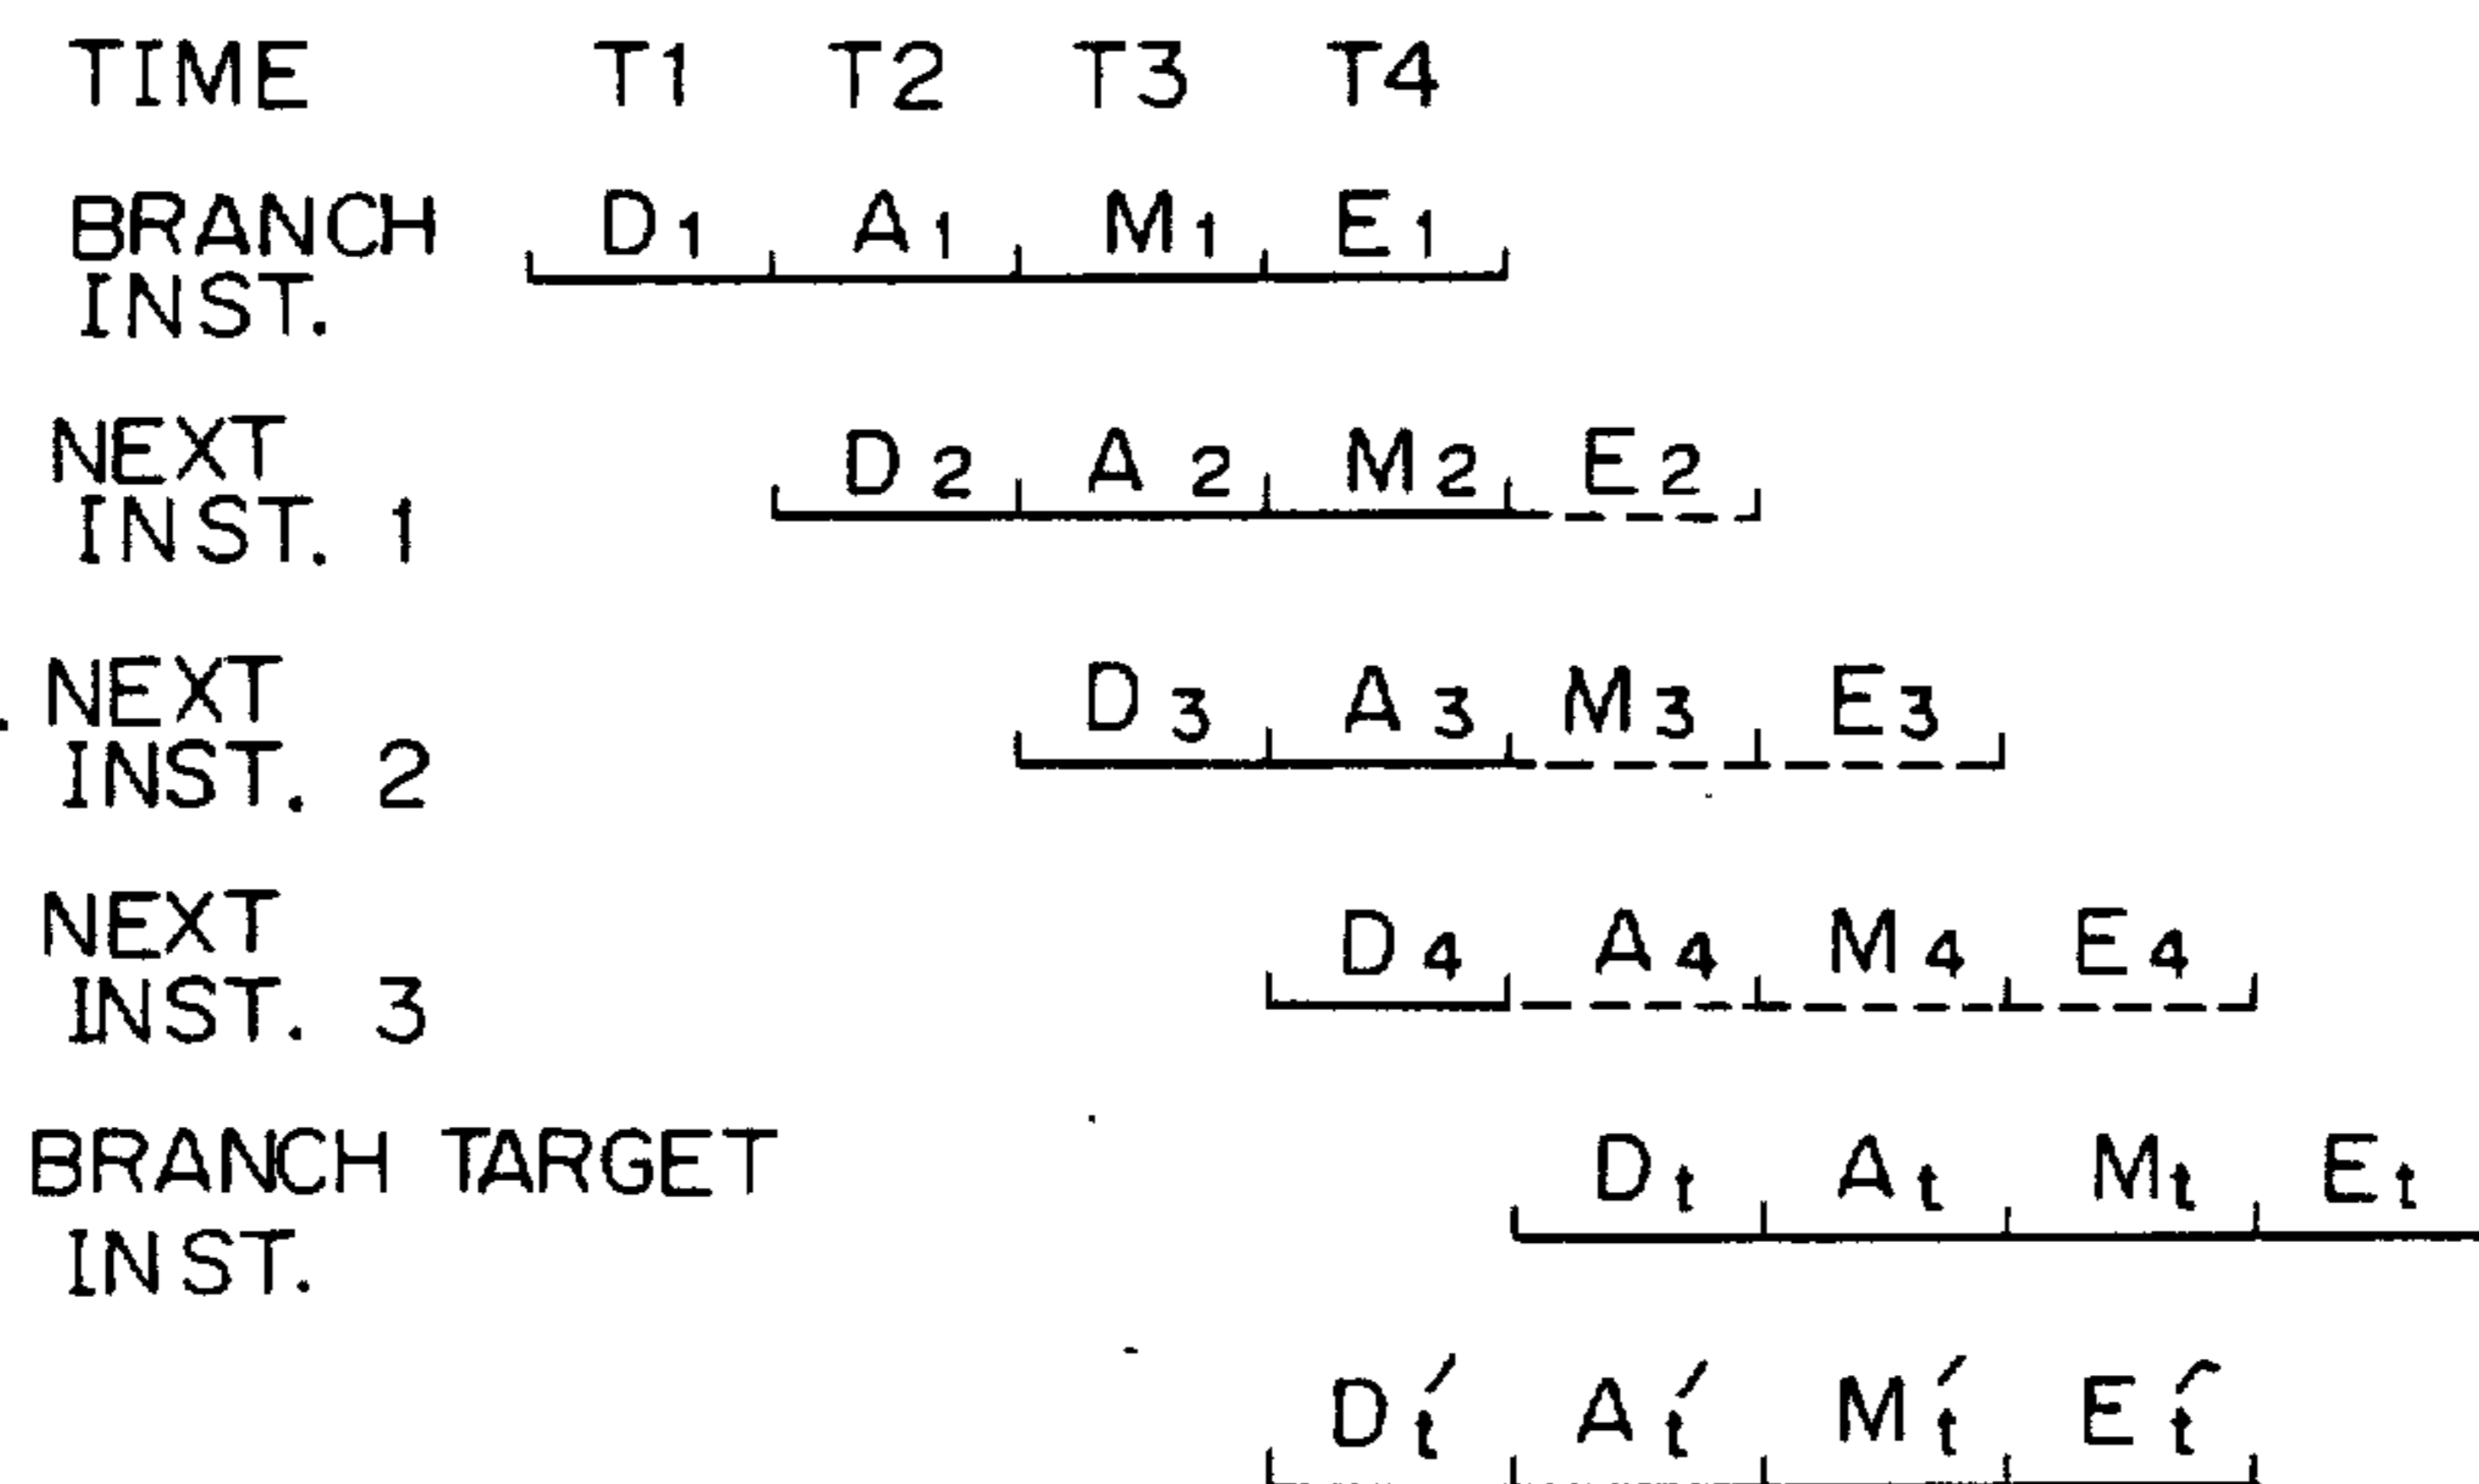 TIME T1 T2 T3 T4
BRANCH D1 A1 M1 E1
INST.
NEXT D2 A2 M2 E2
INST. 1
NEXT D3 A3 M3 E3
INST. 2
NEXT D4 A4 M4 E4
INST. 3
BRANCH TARGET Dt At Mt Et
INST.
Dt′ At′ Mt′ Et′